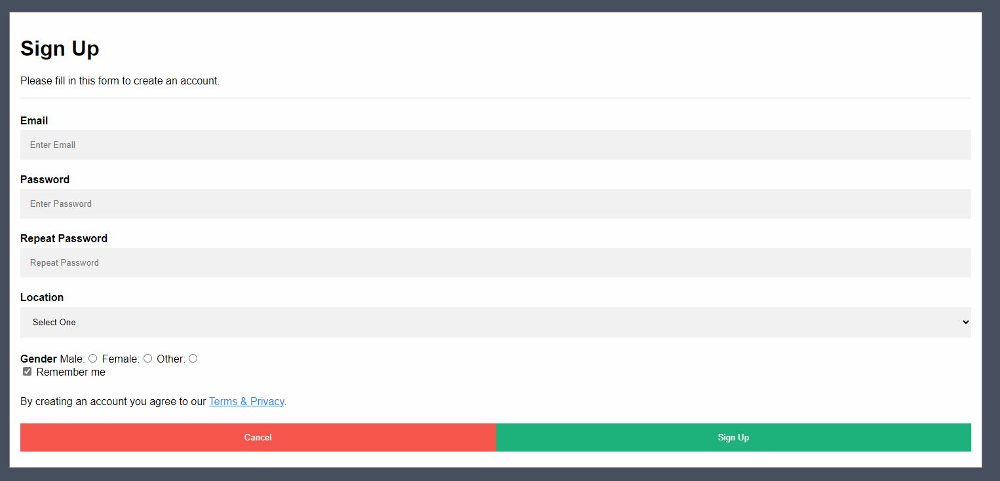 Sign Up
Please fill in this form to create an account.
Email
Enter Email
Password
Enter Password
Repeat Password
Repeat Password
Location
Select One
Gender Male: Female: Other:
Remember me
By creating an account you agree to our Terms & Privacy.
Cancel Sign Up